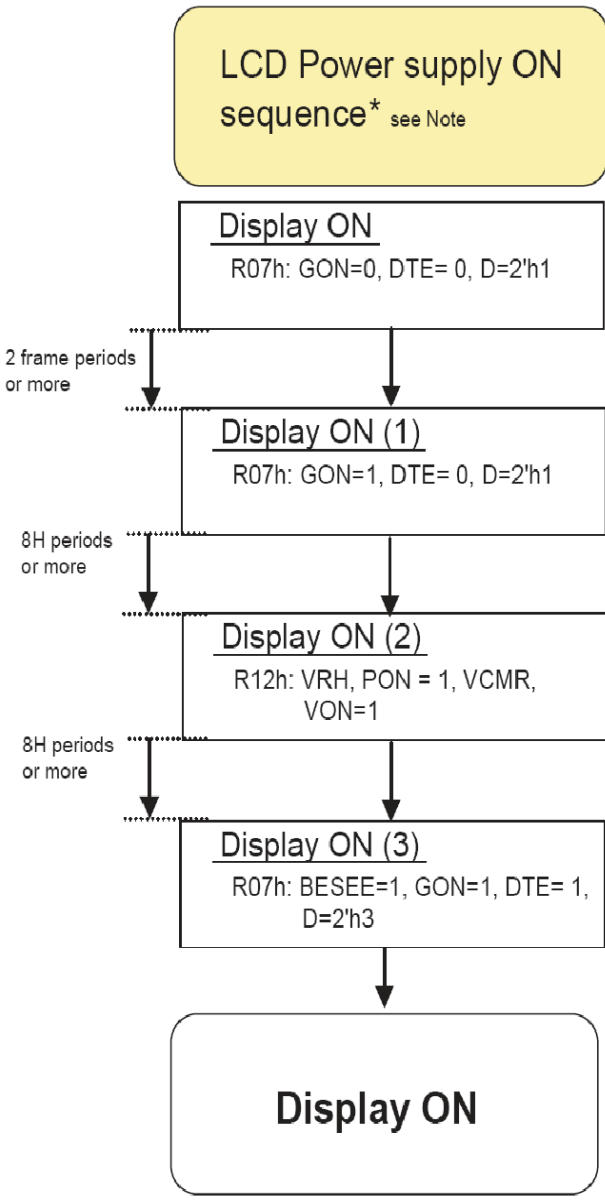 LCD Power supply ON
sequence* see Note
Display ON
R07h: GON=0, DTE= 0, D=2'h1
2 frame periods
or more
Display ON (1)
R07h: GON=1, DTE= 0, D=2'h1
8H periods
or more
Display ON (2)
R12h: VRH, PON = 1, VCMR,
VON=1
8H periods
or more
Display ON (3)
R07h: BESEE=1, GON=1, DTE= 1,
D=2'h3
Display ON